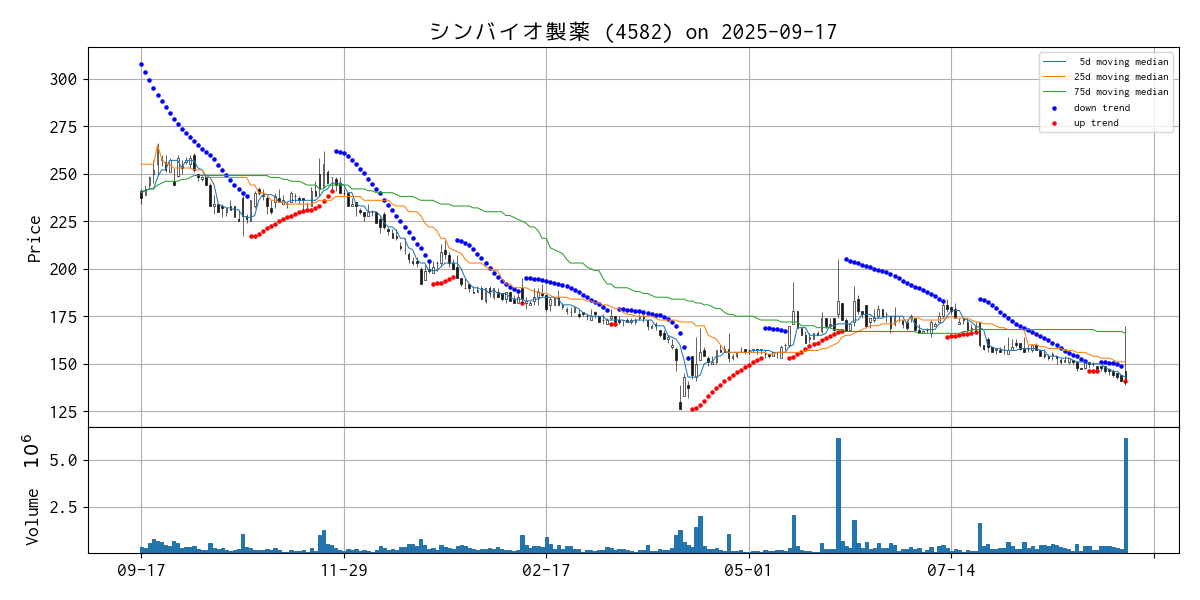 シンバイオ製薬 (4582) on 2025-09-17
5d moving median
25d moving median
75d moving median
down trend
up trend
Price
300
275
250
225
200
175
150
125
Volume 10^6
5.0
2.5
09-17 11-29 02-17 05-01 07-14